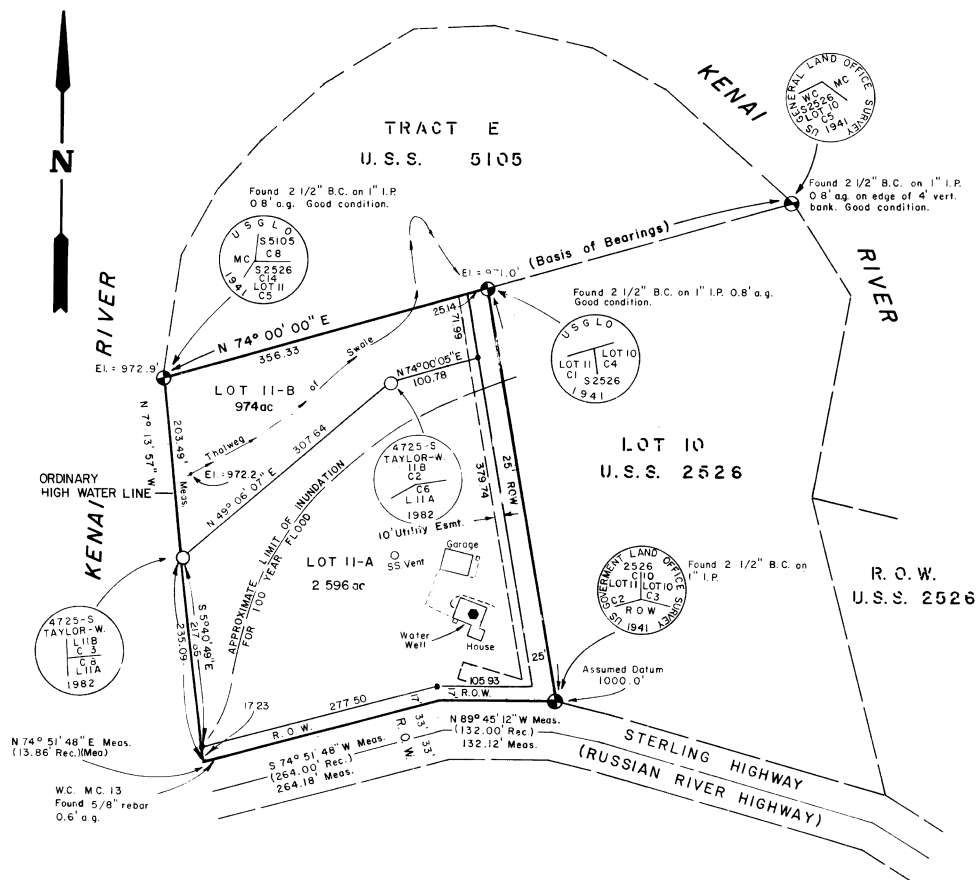 KENAI
US GENERAL LAND OFFICE SURVEY
WC MC
S2526
LOT 10
C5
1941
TRACT E
U.S.S. 5105
N
Found 2 1/2" B.C. on 1" I.P.
0.8' a.g. Good condition.
Found 2 1/2" B.C. on 1" I.P.
0.8' a.g. on edge of 4' vert.
bank. Good condition.
USGLO
S5105
C8
MC
S2526
C14
LOT 11
C5
1941
(Basis of Bearings)
El.=971.0'
RIVER
RIVER
Found 2 1/2" B.C. on 1" I.P. 0.8' a.g.
Good condition.
N 74° 00' 00" E
356.33
25.14
71.99
USGLO
LOT 11 LOT 10
C1 C4
S2526
1941
El. = 972.9'
Thalweg of Swale
N 74°00'05"E
100.78
LOT 11-B
.974ac
N 7° 13' 57" W
203.49' Meas.
307.64
N 49° 06' 07" E
El.=972.2'
LOT 10
U.S.S. 2526
4725-S
TAYLOR-W.
11B
C2
C6
L11A
1982
379.74
25' ROW
ORDINARY
HIGH WATER LINE
KENAI
10' Utility Esmt.
APPROXIMATE LIMIT OF INUNDATION
FOR 100 YEAR FLOOD
LOT 11-A
2.596 ac
S.S. Vent
Garage
Water
Well
House
US GOVERMENT LAND OFFICE SURVEY
2526
C10
LOT11 LOT10
C2 C3
ROW
1941
Found 2 1/2" B.C. on
1" I.P.
R.O.W.
U.S.S. 2526
4725-S
TAYLOR-W.
L11B
C3
C8
L11A
1982
S 5°40'49"E
217.86
235.09
25'
Assumed Datum
1000.0'
105.93
17' R.O.W.
17.23
R.O.W. 277.50
17' 33' 33'
R.O.W.
N 74° 51' 48" E Meas.
(13.86' Rec.)(Mea)
S 74° 51' 48" W Meas.
(264.00' Rec.)
264.18' Meas.
N 89° 45' 12" W Meas.
(132.00' Rec.)
132.12' Meas.
STERLING HIGHWAY
(RUSSIAN RIVER HIGHWAY)
W.C. M.C. 13
Found 5/8" rebar
0.6' a.g.